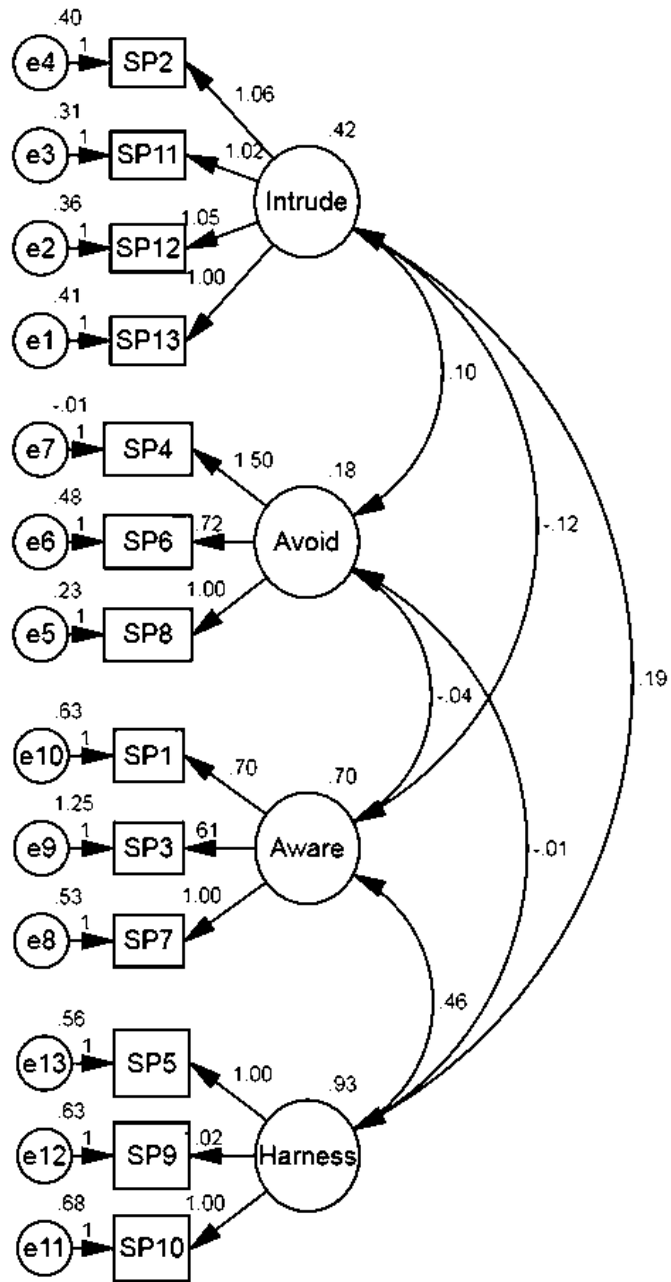 .40
e4 1 SP2
1.06
.31
.42
e3 1 SP11
1.02
Intrude
.36
e2 1 SP12
1.05
1.00
.41
e1 1 SP13
.10
-.01
e7 1 SP4
1.50
.18
.48
e6 1 SP6
.72
Avoid
-.12
.23
e5 1 SP8
1.00
.19
-.04
.63
e10 1 SP1
.70
.70
1.25
e9 1 SP3
.61
Aware
-.01
.53
e8 1 SP7
1.00
.46
.56
e13 1 SP5
1.00
.93
.63
e12 1 SP9
.02
Harness
.68
1.00
e11 1 SP10